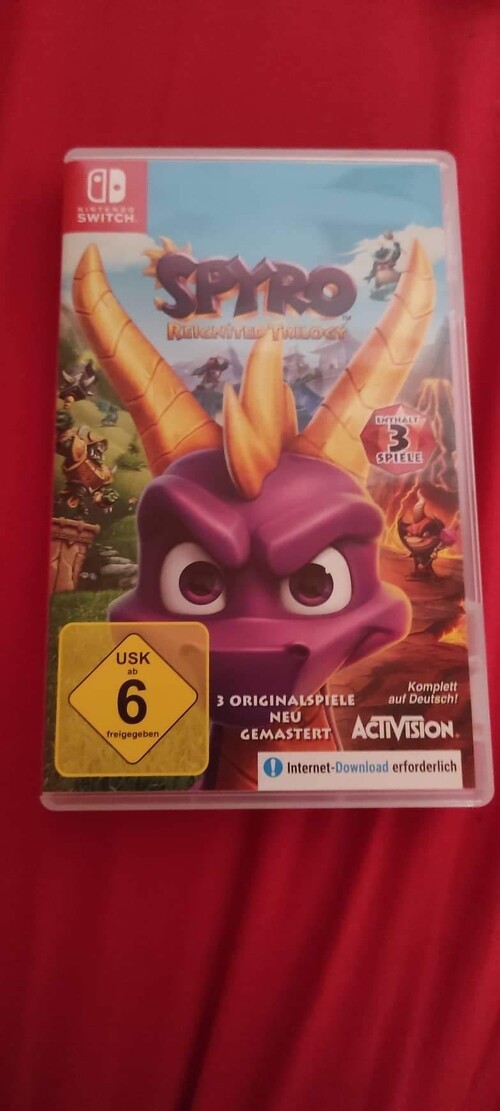 NINTENDO
SWITCH
SPYRO
REIGNITED TRILOGY
ENTHÄLT
3
SPIELE
USK
ab
6
freigegeben
3 ORIGINALSPIELE
NEU
GEMASTERT
Komplett
auf Deutsch!
ACTIVISION
Internet-Download erforderlich